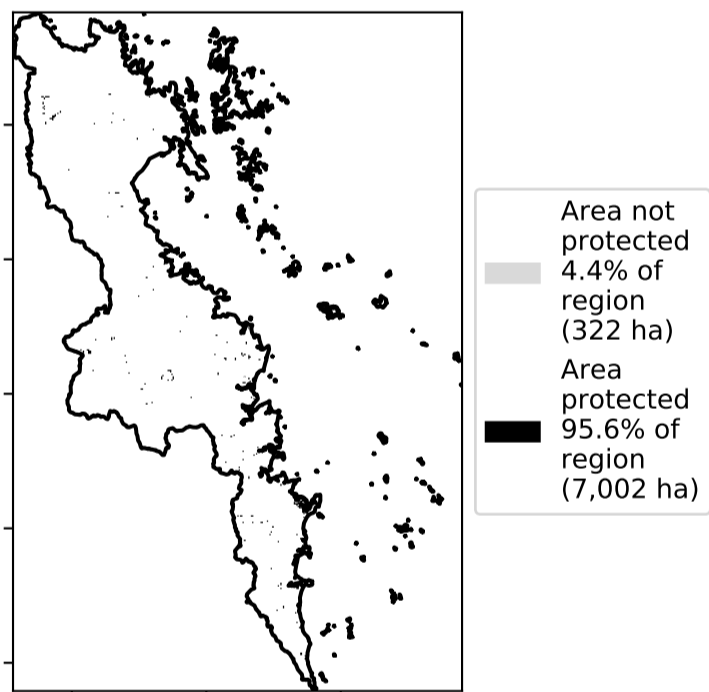 Area not
protected
4.4% of
region
(322 ha)
Area
protected
95.6% of
region
(7,002 ha)